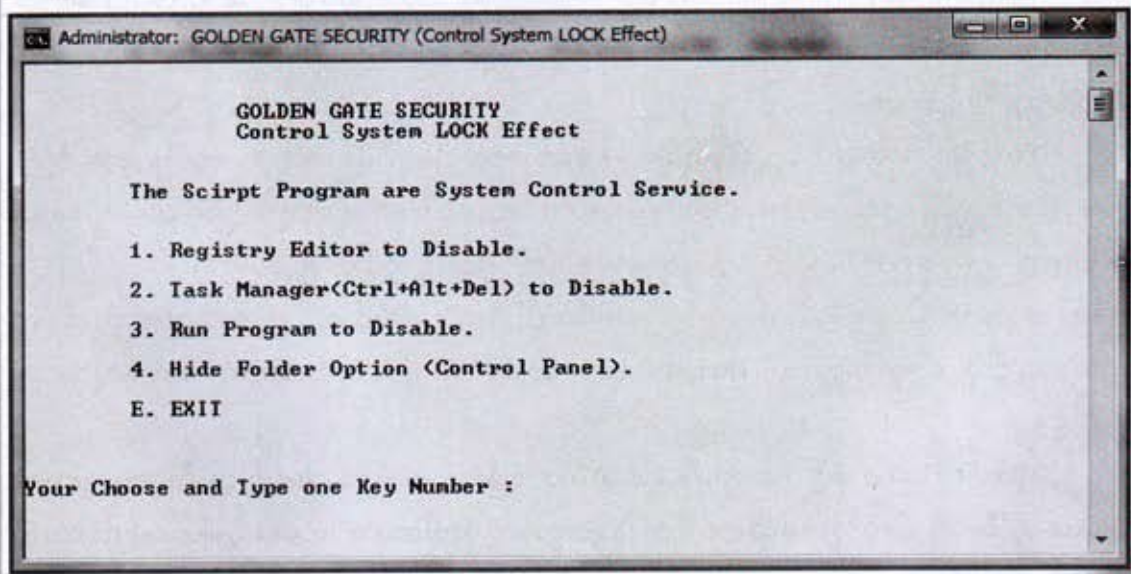 Administrator: GOLDEN GATE SECURITY (Control System LOCK Effect)
GOLDEN GATE SECURITY
Control System LOCK Effect
The Scirpt Program are System Control Service.
1. Registry Editor to Disable.
2. Task Manager(Ctrl+Alt+Del) to Disable.
3. Run Program to Disable.
4. Hide Folder Option (Control Panel).
E. EXIT
Your Choose and Type one Key Number :